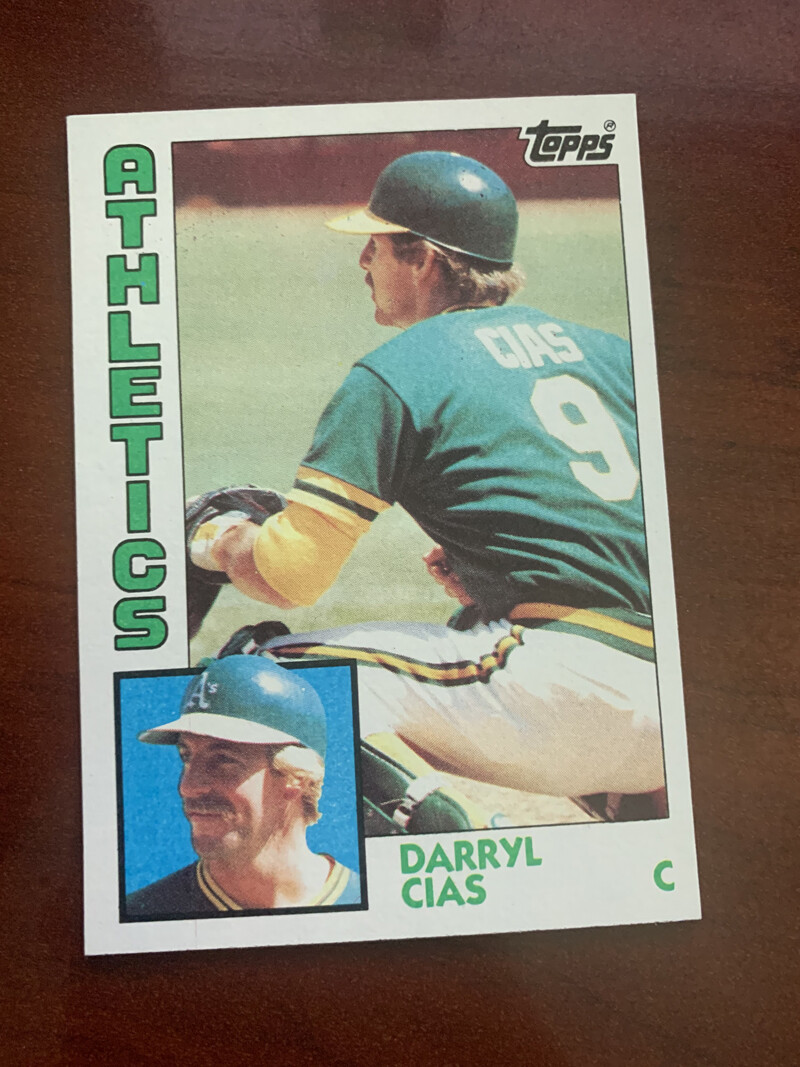 ATHLETICS
Topps®
CIAS
9
A's
DARRYL
CIAS
C